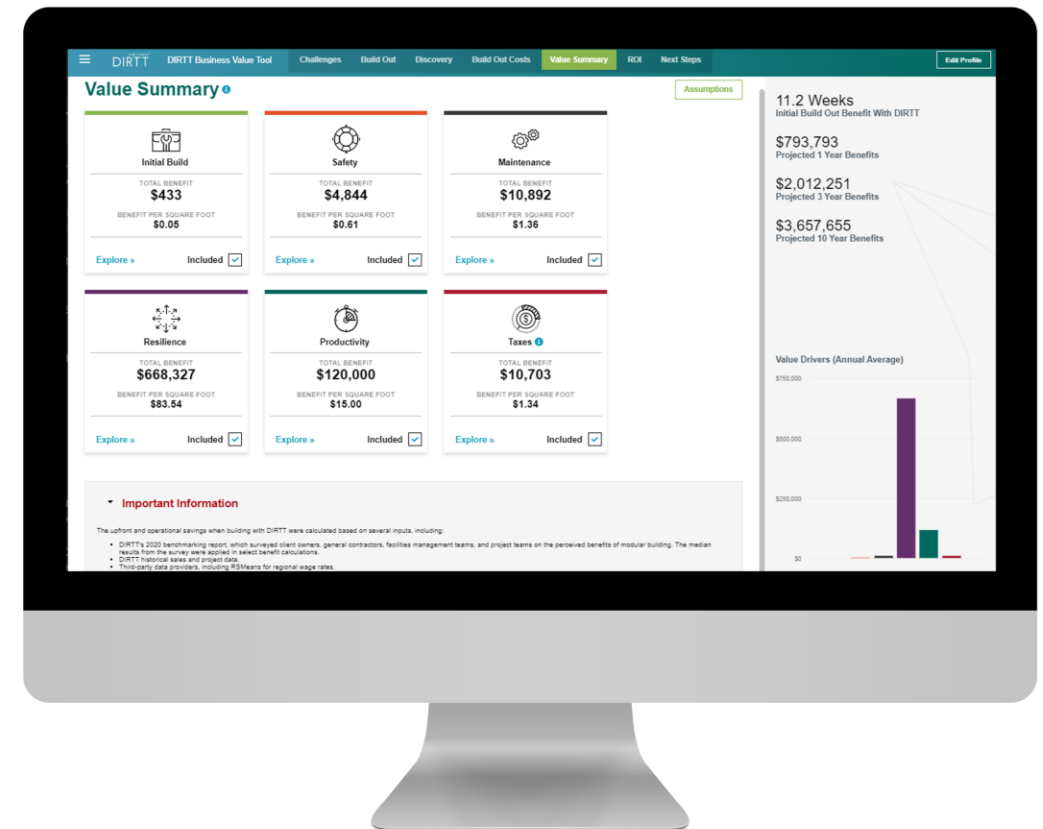 DIRTT
DIRTT Business Value Tool
Challenges
Build Out
Discovery
Build Out Costs
Value Summary
ROI
Next Steps
Edit Profile
Value Summary
Assumptions
Initial Build
TOTAL BENEFIT
$433
BENEFIT PER SQUARE FOOT
$0.05
Explore »
Included
Safety
TOTAL BENEFIT
$4,844
BENEFIT PER SQUARE FOOT
$0.61
Explore »
Included
Maintenance
TOTAL BENEFIT
$10,892
BENEFIT PER SQUARE FOOT
$1.36
Explore »
Included
Resilience
TOTAL BENEFIT
$668,327
BENEFIT PER SQUARE FOOT
$83.54
Explore »
Included
Productivity
TOTAL BENEFIT
$120,000
BENEFIT PER SQUARE FOOT
$15.00
Explore »
Included
Taxes
TOTAL BENEFIT
$10,703
BENEFIT PER SQUARE FOOT
$1.34
Explore »
Included
Important Information
The upfront and operational savings when building with DIRTT were calculated based on several inputs, including:
• DIRTT's 2020 benchmarking report, which surveyed client owners, general contractors, facilities management teams, and project teams on the perceived benefits of modular building. The median
results from the survey were applied in select benefit calculations.
• DIRTT historical sales and project data.
• Third-party data providers, including RSMeans for regional wage rates.
11.2 Weeks
Initial Build Out Benefit With DIRTT
$793,793
Projected 1 Year Benefits
$2,012,251
Projected 3 Year Benefits
$3,657,655
Projected 10 Year Benefits
Value Drivers (Annual Average)
$750,000
$500,000
$250,000
$0